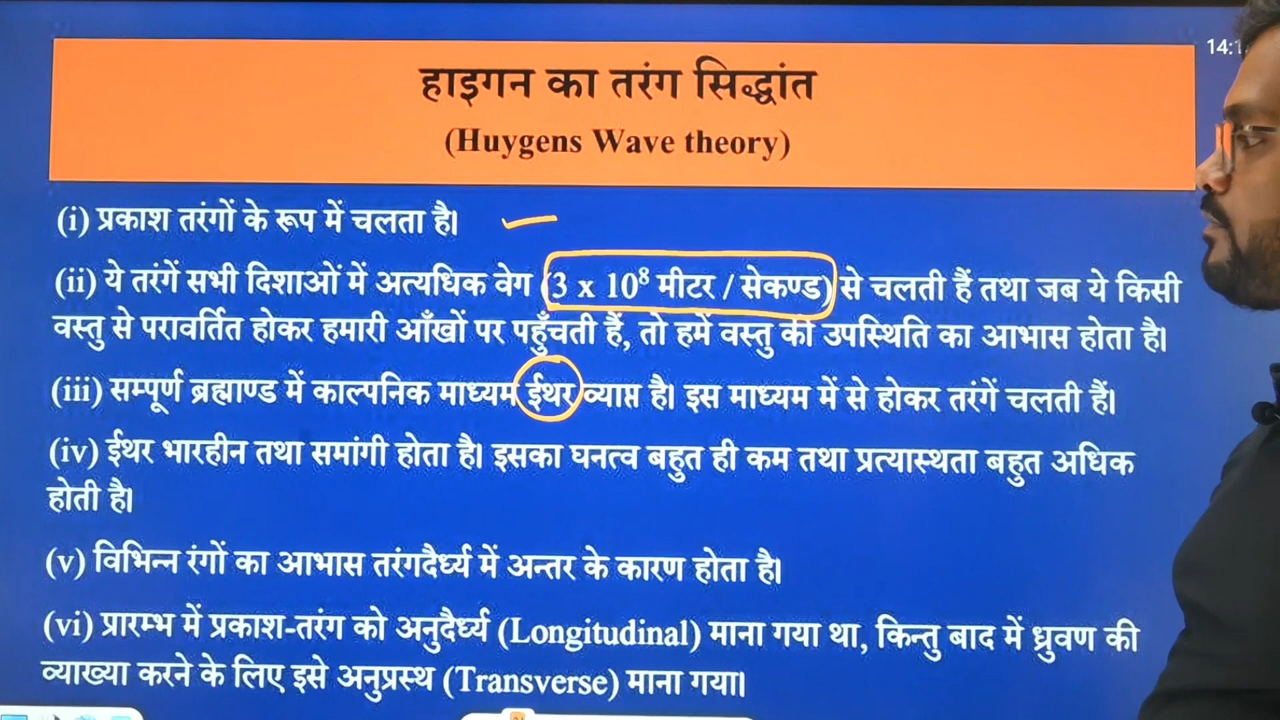 14:1
हाइगन का तरंग सिद्धांत
(Huygens Wave theory)
(i) प्रकाश तरंगों के रूप में चलता है।
(ii) ये तरंगें सभी दिशाओं में अत्यधिक वेग (3 x 10⁸ मीटर / सेकण्ड) से चलती हैं तथा जब ये किसी
वस्तु से परावर्तित होकर हमारी आँखों पर पहुँचती हैं, तो हमें वस्तु की उपस्थिति का आभास होता है।
(iii) सम्पूर्ण ब्रह्माण्ड में काल्पनिक माध्यम ईथर व्याप्त है। इस माध्यम में से होकर तरंगें चलती हैं।
(iv) ईथर भारहीन तथा समांगी होता है। इसका घनत्व बहुत ही कम तथा प्रत्यास्थता बहुत अधिक
होती है।
(v) विभिन्न रंगों का आभास तरंगदैर्ध्य में अन्तर के कारण होता है।
(vi) प्रारम्भ में प्रकाश-तरंग को अनुदैर्ध्य (Longitudinal) माना गया था, किन्तु बाद में ध्रुवण की
व्याख्या करने के लिए इसे अनुप्रस्थ (Transverse) माना गया।